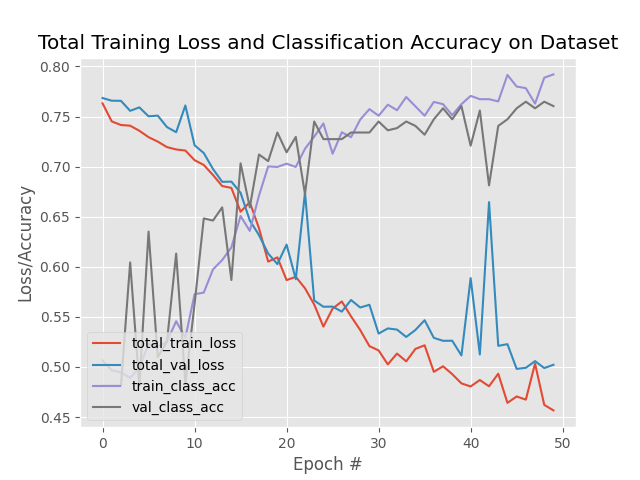 Total Training Loss and Classification Accuracy on Dataset
0.80
0.75
0.70
0.65
0.60
0.55
0.50
0.45
Loss/Accuracy
total_train_loss
total_val_loss
train_class_acc
val_class_acc
0
10
20
30
40
50
Epoch #